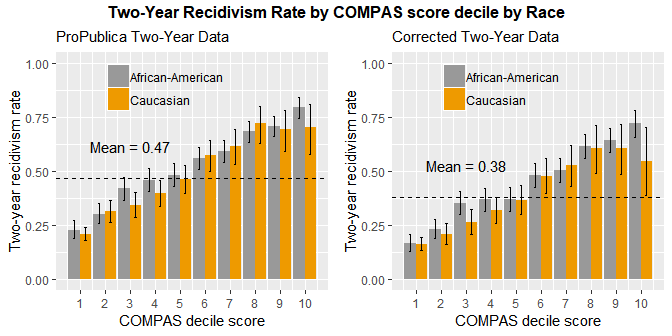 Two-Year Recidivism Rate by COMPAS score decile by Race
ProPublica Two-Year Data
Two-year recidivism rate
1.00
0.75
0.50
0.25
0.00
African-American
Caucasian
Mean = 0.47
1 2 3 4 5 6 7 8 9 10
COMPAS decile score
Corrected Two-Year Data
Two-year recidivism rate
1.00
0.75
0.50
0.25
0.00
African-American
Caucasian
Mean = 0.38
1 2 3 4 5 6 7 8 9 10
COMPAS decile score